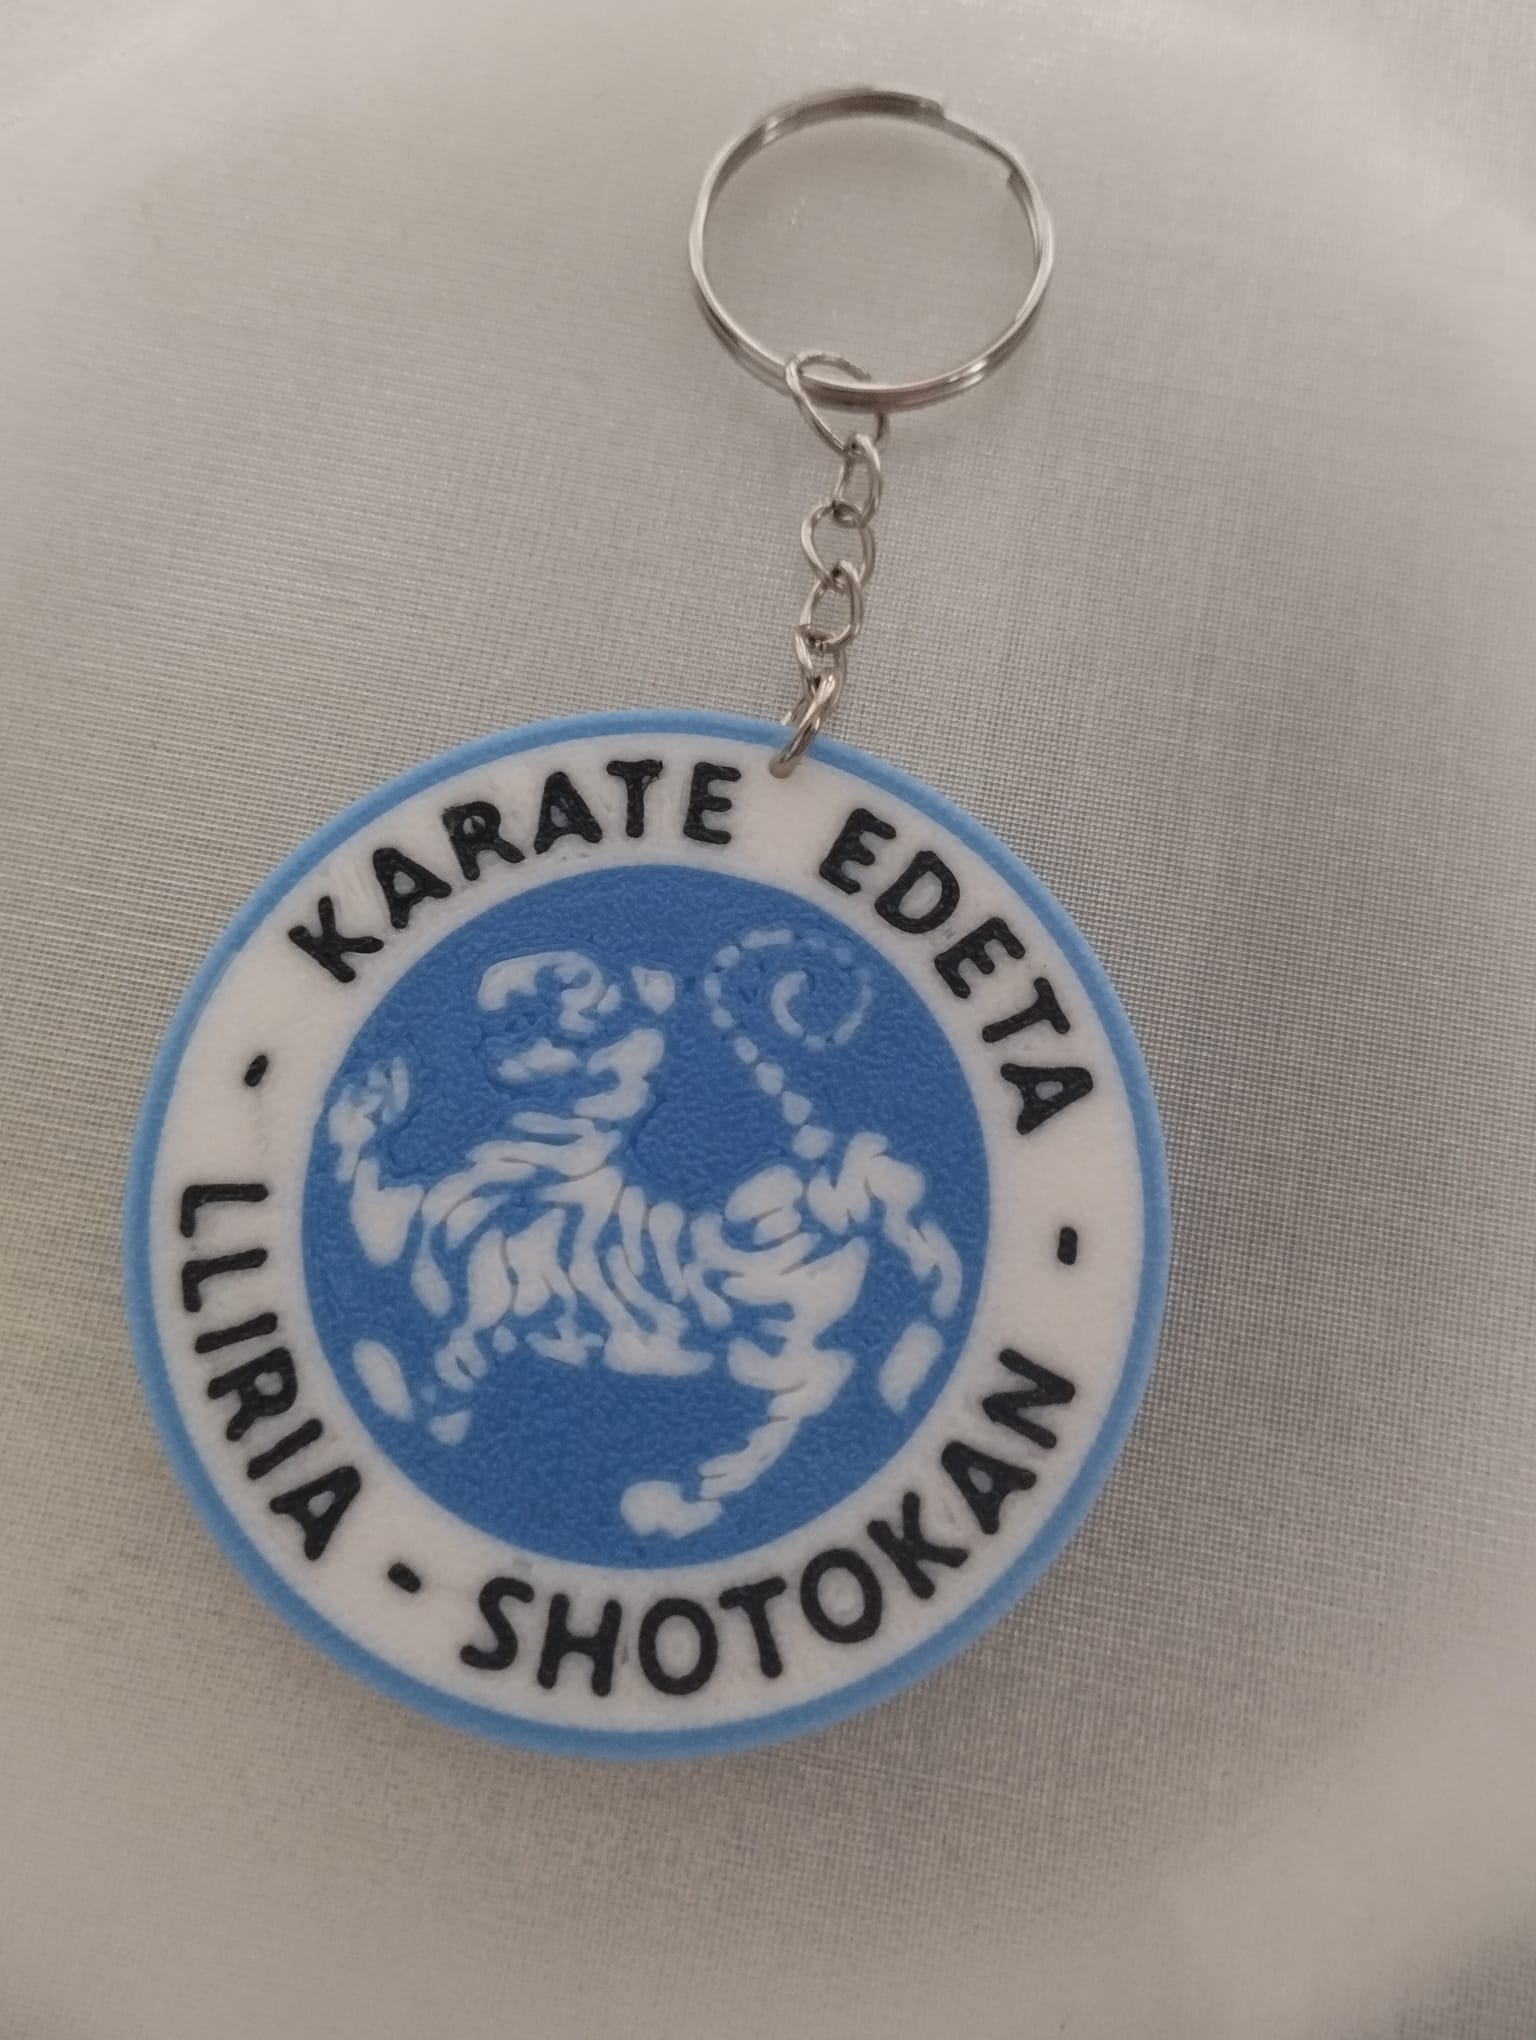 KARATE EDETA
- LLIRIA - SHOTOKAN -